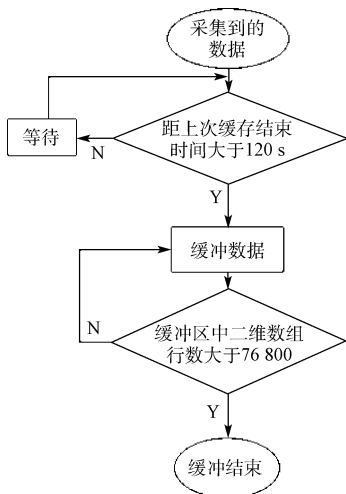 采集到的
数据
等待
N
距上次缓存结束
时间大于120 s
Y
缓冲数据
N
缓冲区中二维数组
行数大于76 800
Y
缓冲结束